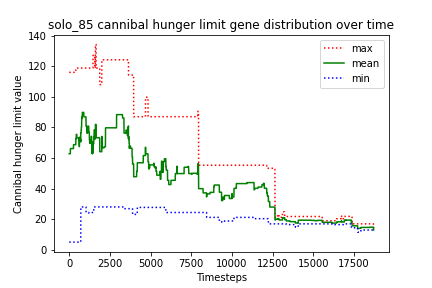 solo_85 cannibal hunger limit gene distribution over time
max
mean
min
Cannibal hunger limit value
140
120
100
80
60
40
20
0
0 2500 5000 7500 10000 12500 15000 17500
Timesteps